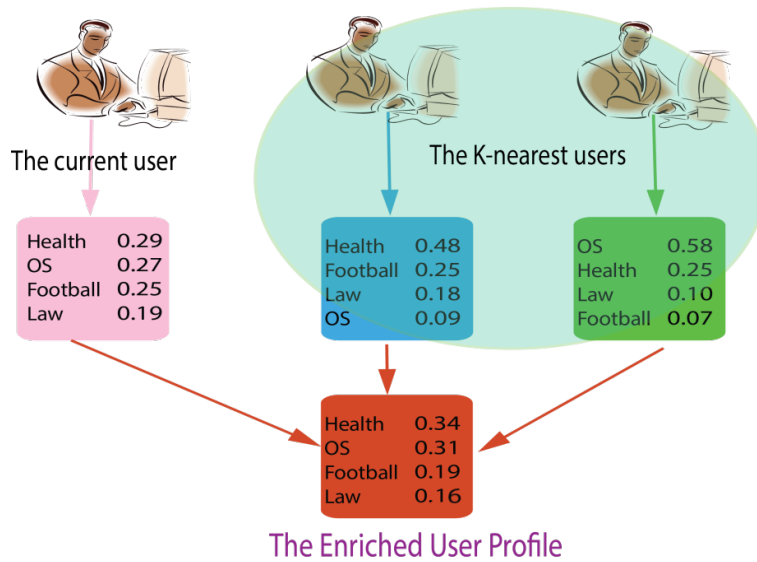 The current user
The K-nearest users
Health 0.29
OS 0.27
Football 0.25
Law 0.19
Health 0.48
Football 0.25
Law 0.18
OS 0.09
OS 0.58
Health 0.25
Law 0.10
Football 0.07
Health 0.34
OS 0.31
Football 0.19
Law 0.16
The Enriched User Profile